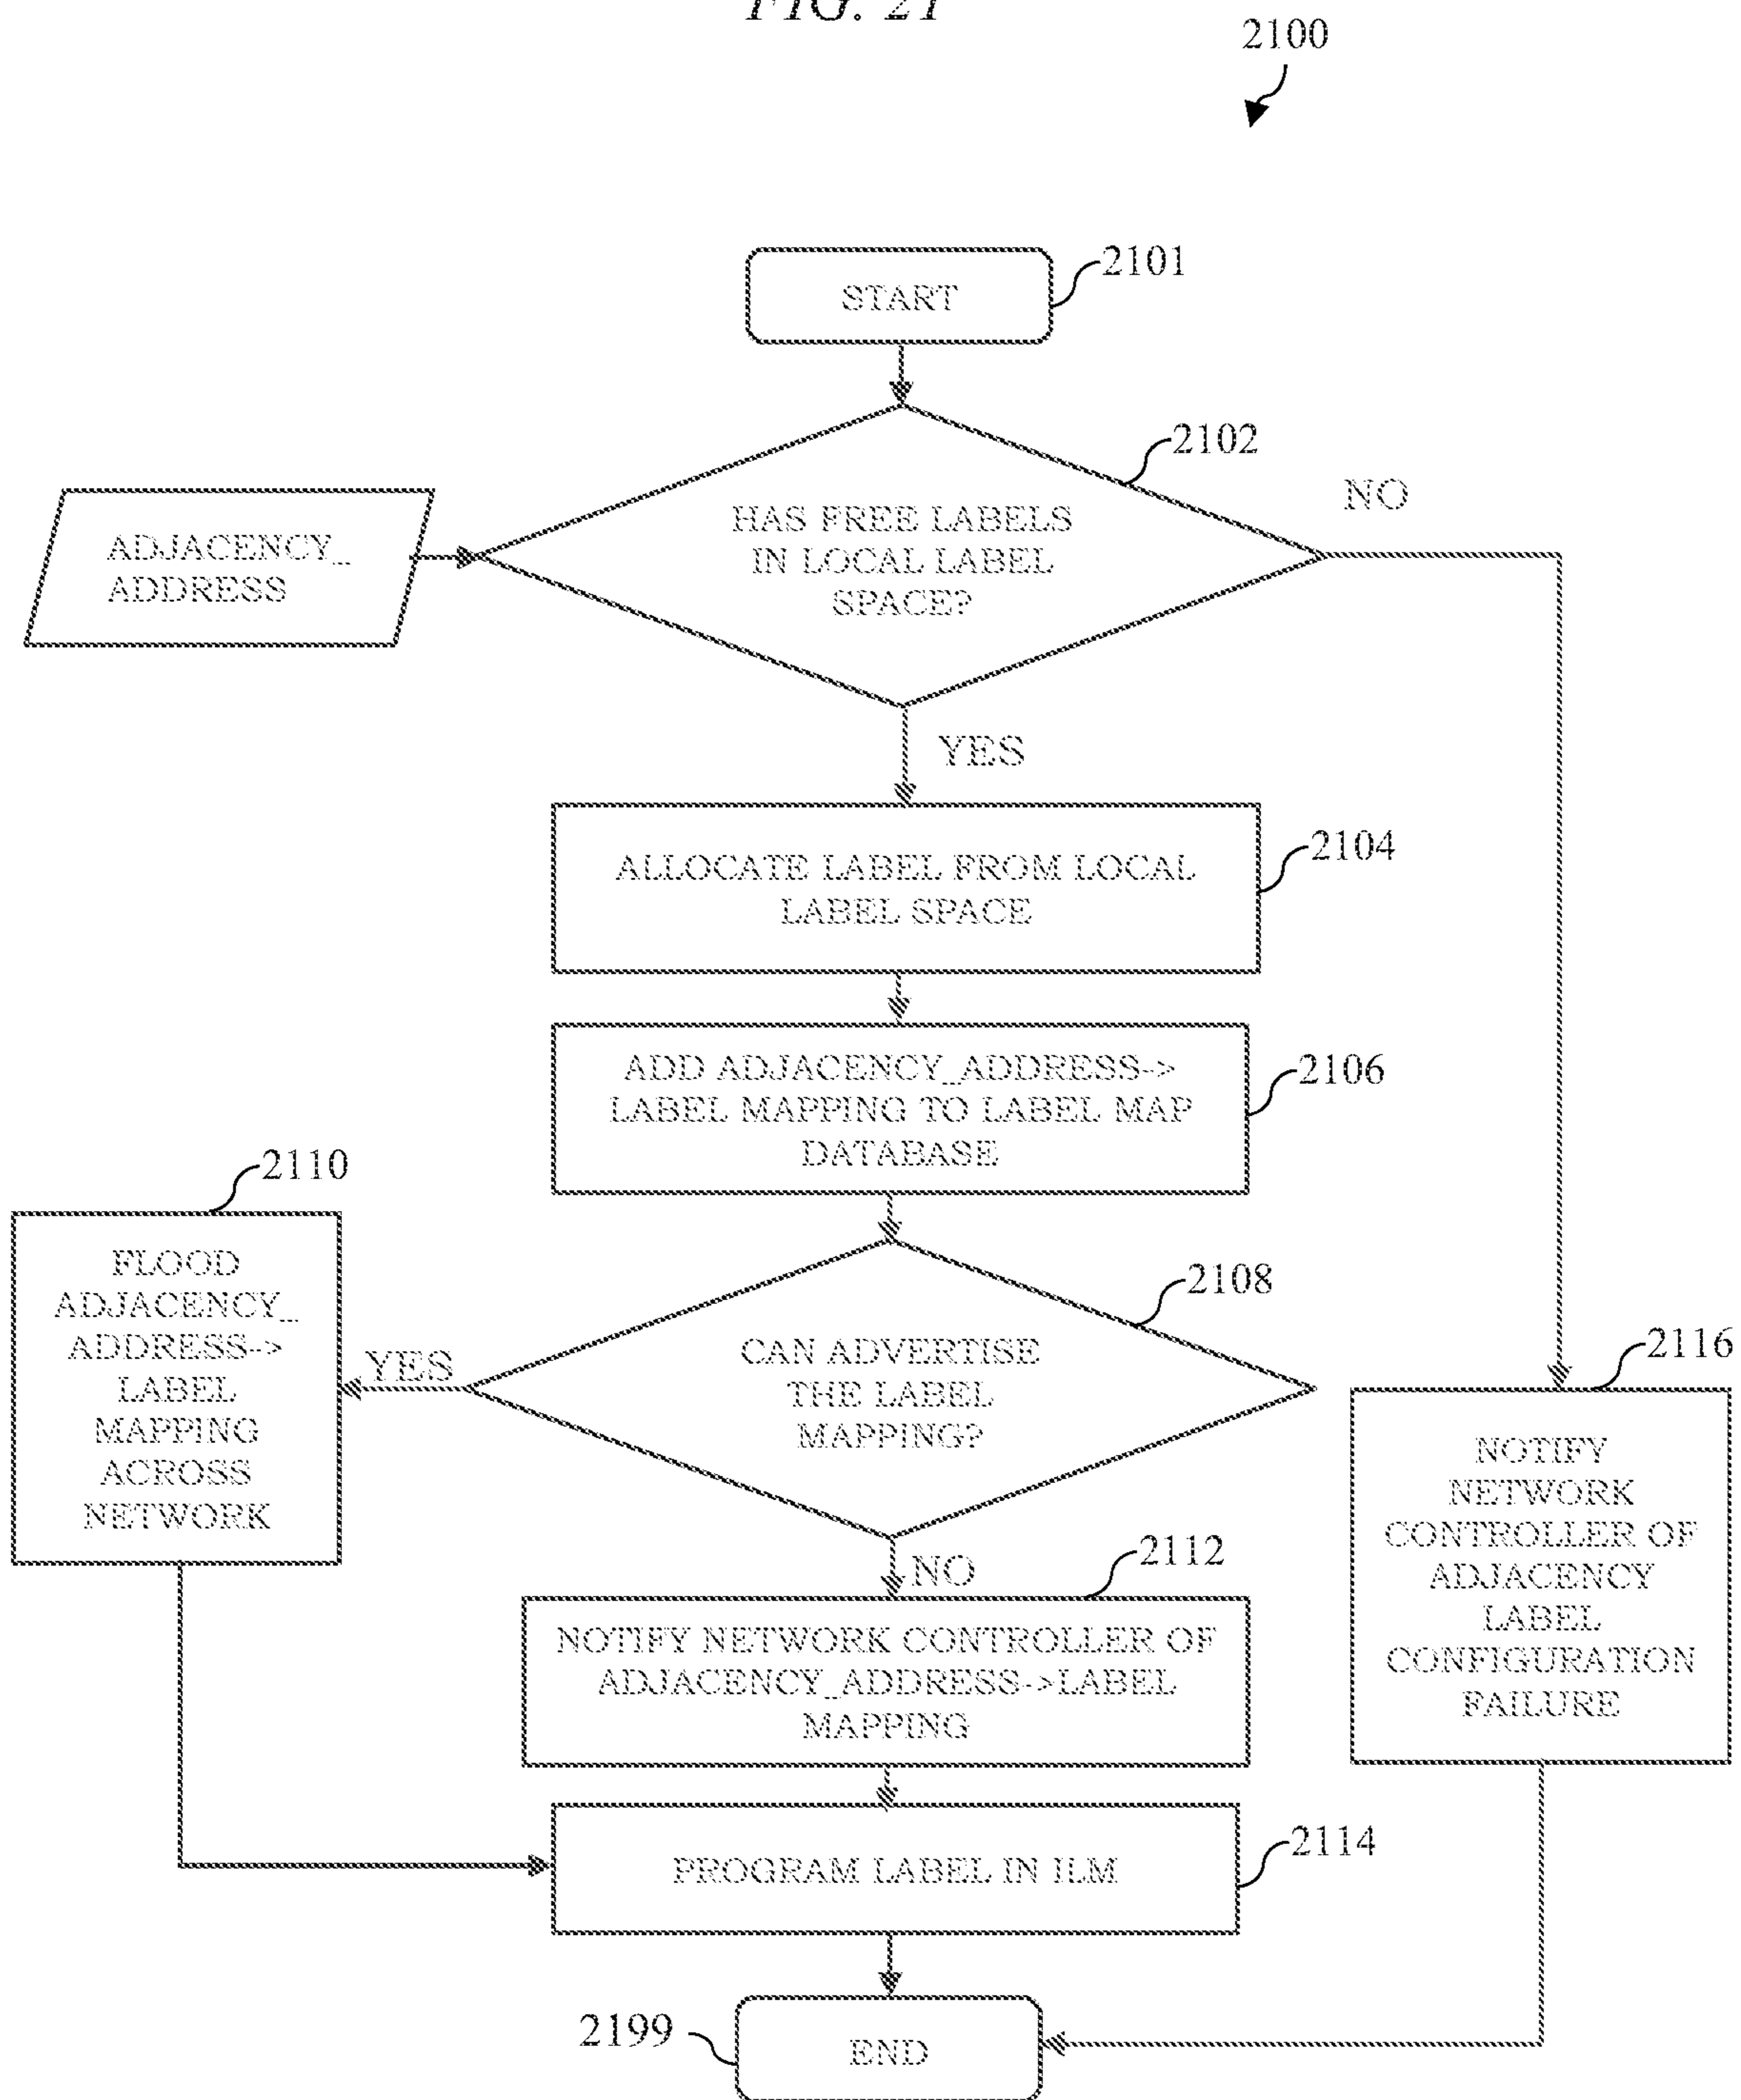 FIG. 21
2100
2101
START
2102
HAS FREE LABELS
IN LOCAL LABEL
SPACE?
NO
ADJACENCY_
ADDRESS
YES
2104
ALLOCATE LABEL FROM LOCAL
LABEL SPACE
2106
ADD ADJACENCY_ADDRESS->
LABEL MAPPING TO LABEL MAP
DATABASE
2110
FLOOD
ADJACENCY_
ADDRESS->
LABEL
MAPPING
ACROSS
NETWORK
YES
2108
CAN ADVERTISE
THE LABEL
MAPPING?
2116
NOTIFY
NETWORK
CONTROLLER OF
ADJACENCY
LABEL
CONFIGURATION
FAILURE
NO
2112
NOTIFY NETWORK CONTROLLER OF
ADJACENCY_ADDRESS->LABEL
MAPPING
2114
PROGRAM LABEL IN ILM
2199
END